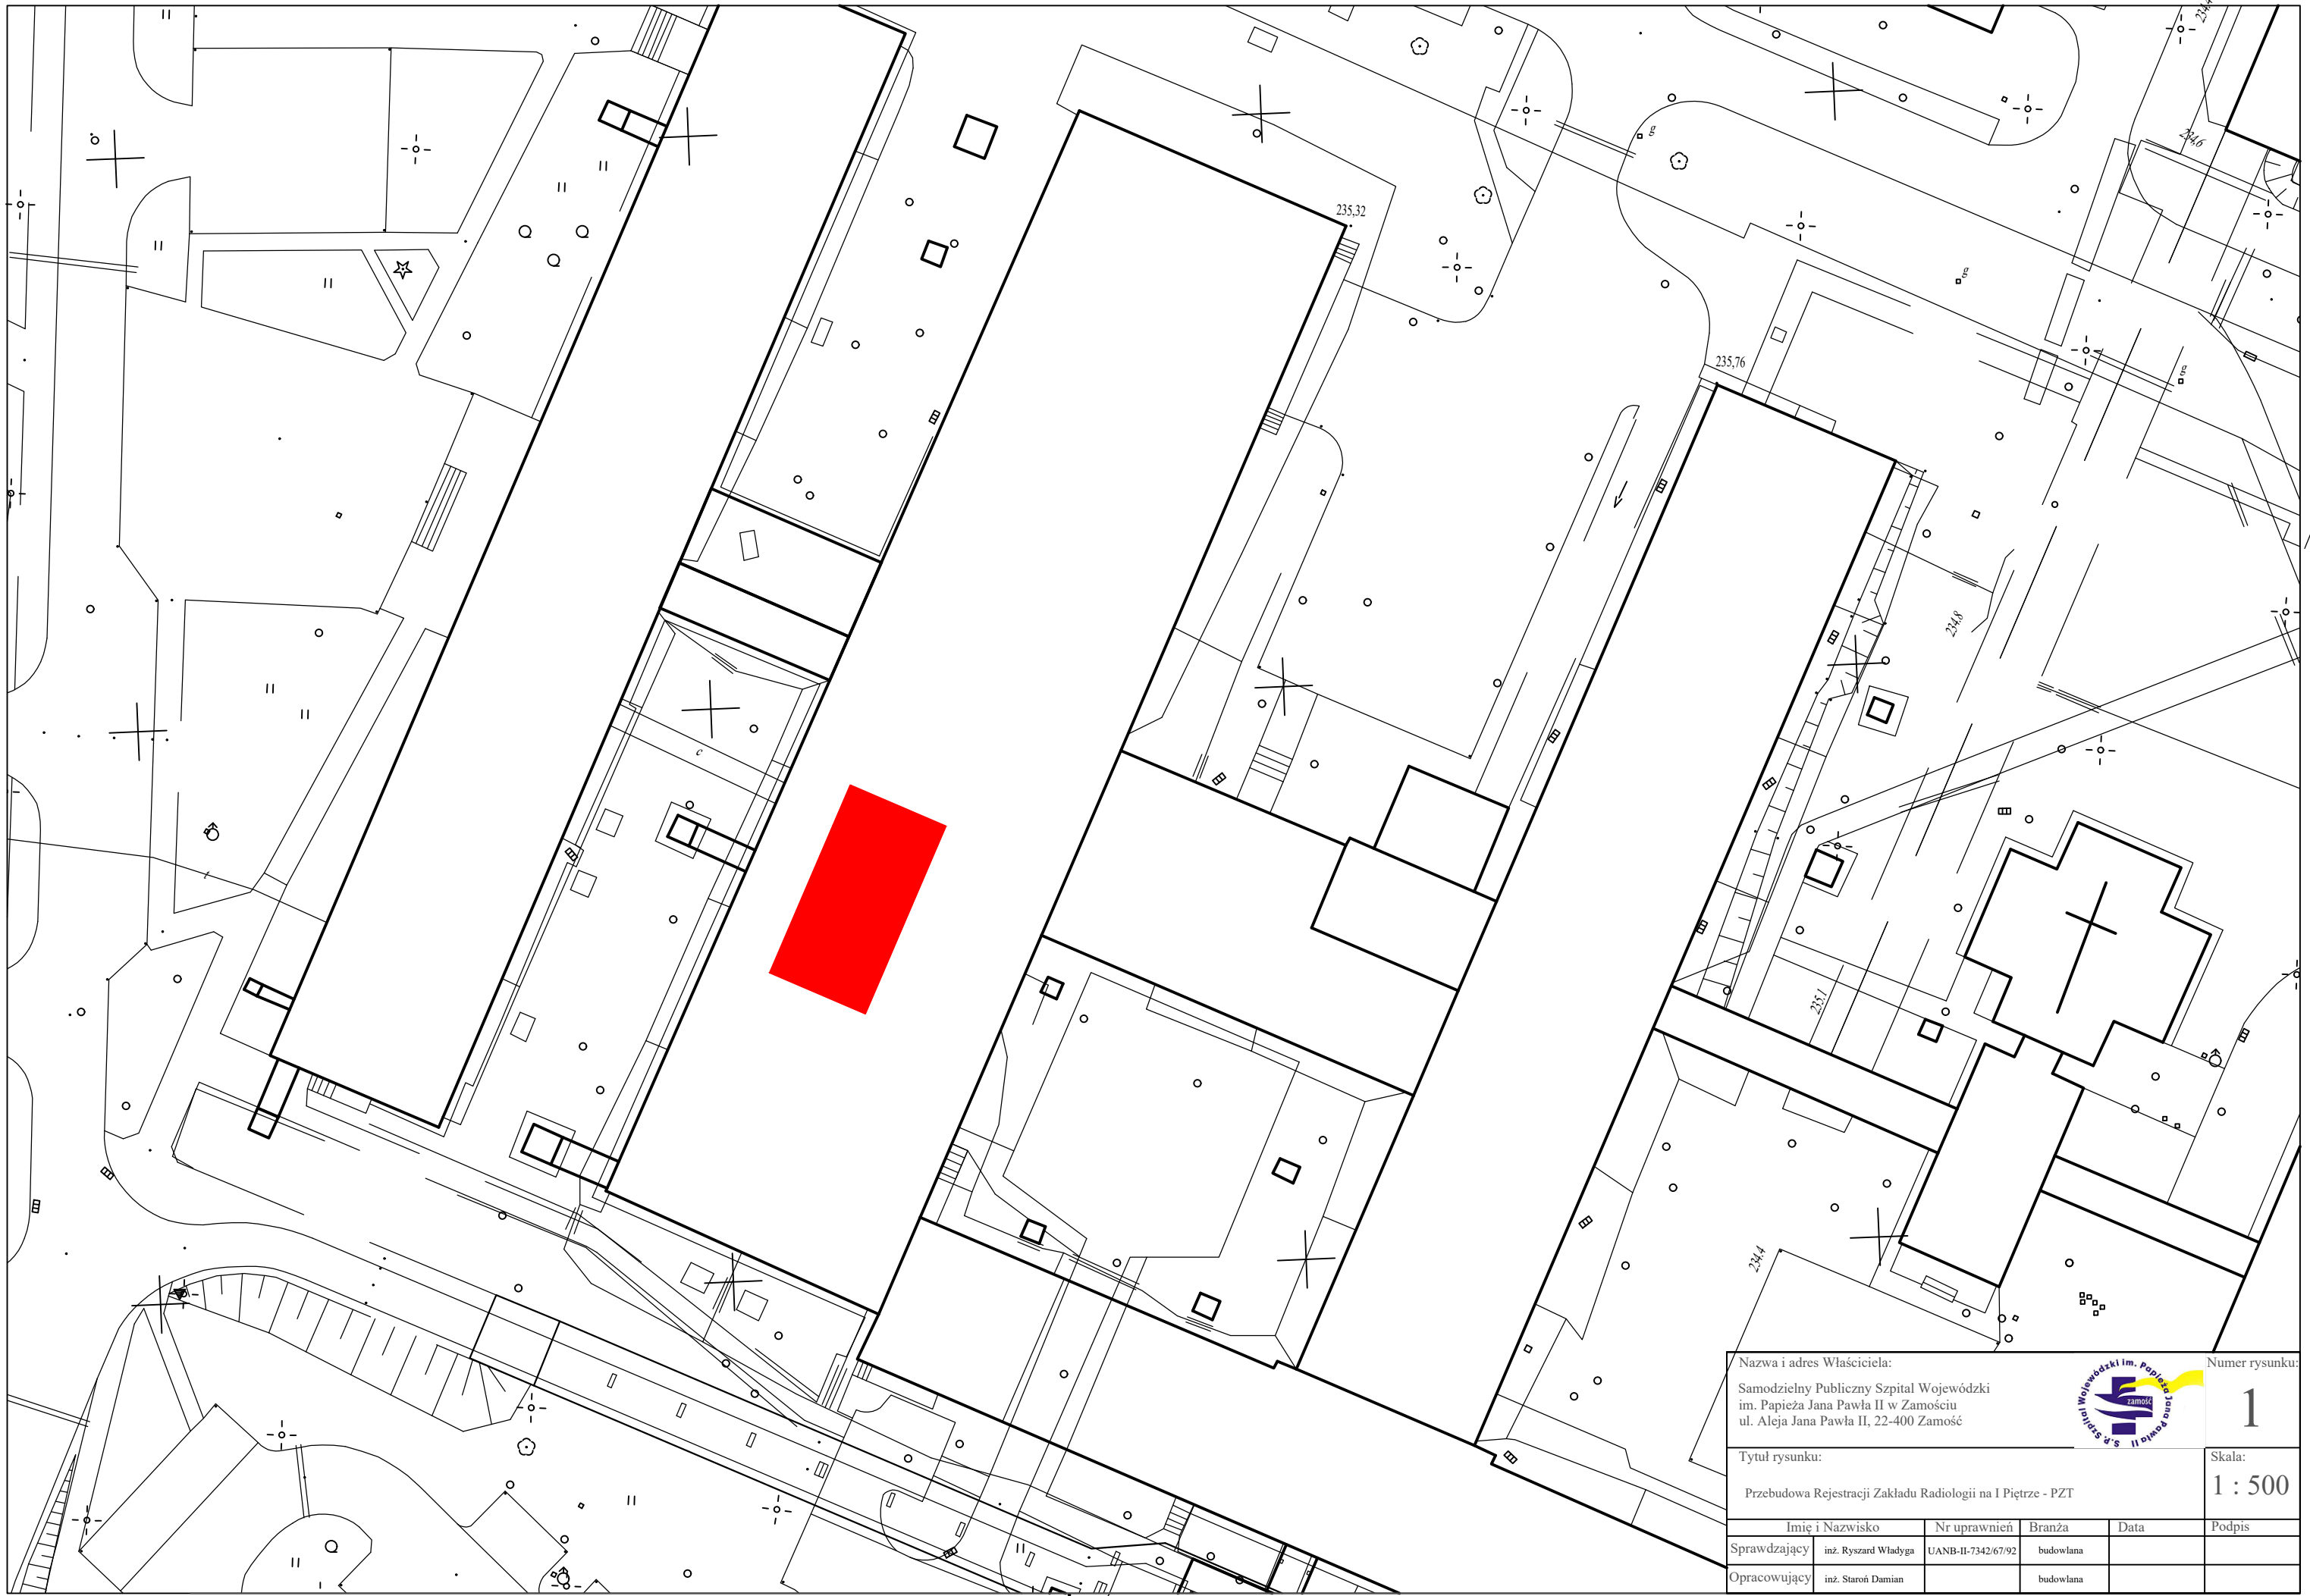 234.4
234,6
g
235,32
g
235,76
g
234.8
c
235.1
234.4
Nazwa i adres Właściciela:
Samodzielny Publiczny Szpital Wojewódzki
im. Papieża Jana Pawła II w Zamościu
ul. Aleja Jana Pawła II, 22-400 Zamość
S.P. Szpital Wojewódzki im. Papieża Jana Pawła II
zamość
Numer rysunku:
1
Tytuł rysunku:
Przebudowa Rejestracji Zakładu Radiologii na I Piętrze - PZT
Skala:
1 : 500
Imię i Nazwisko Nr uprawnień Branża Data Podpis
Sprawdzający inż. Ryszard Władyga UANB-II-7342/67/92 budowlana
Opracowujący inż. Staroń Damian budowlana